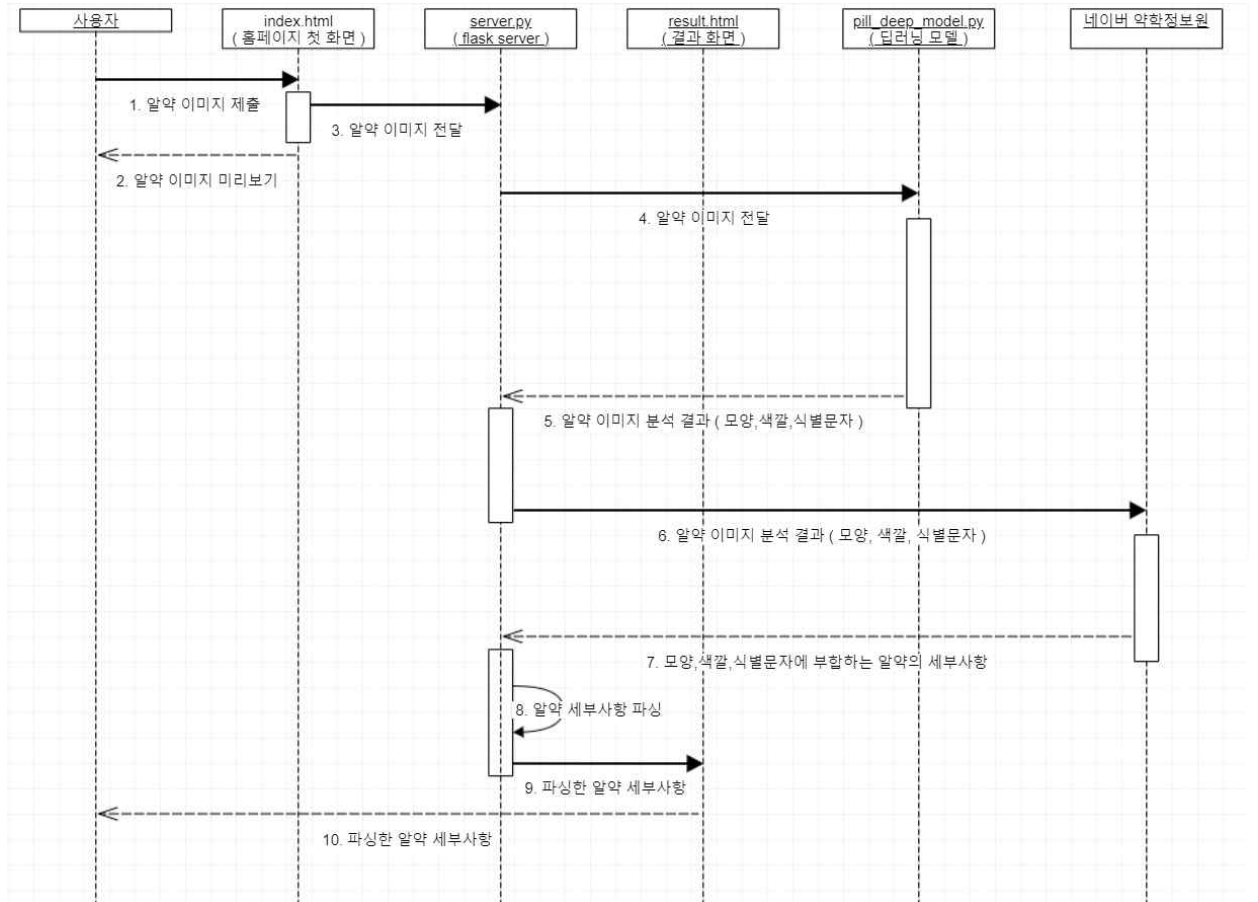 사용자
index.html
( 홈페이지 첫 화면 )
server.py
( flask server )
result.html
( 결과 화면 )
pill_deep_model.py
( 딥러닝 모델 )
네이버 약학정보원
1. 알약 이미지 제출
3. 알약 이미지 전달
2. 알약 이미지 미리보기
4. 알약 이미지 전달
5. 알약 이미지 분석 결과 ( 모양,색깔,식별문자 )
6. 알약 이미지 분석 결과 ( 모양, 색깔, 식별문자 )
7. 모양,색깔,식별문자에 부합하는 알약의 세부사항
8. 알약 세부사항 파싱
9. 파싱한 알약 세부사항
10. 파싱한 알약 세부사항